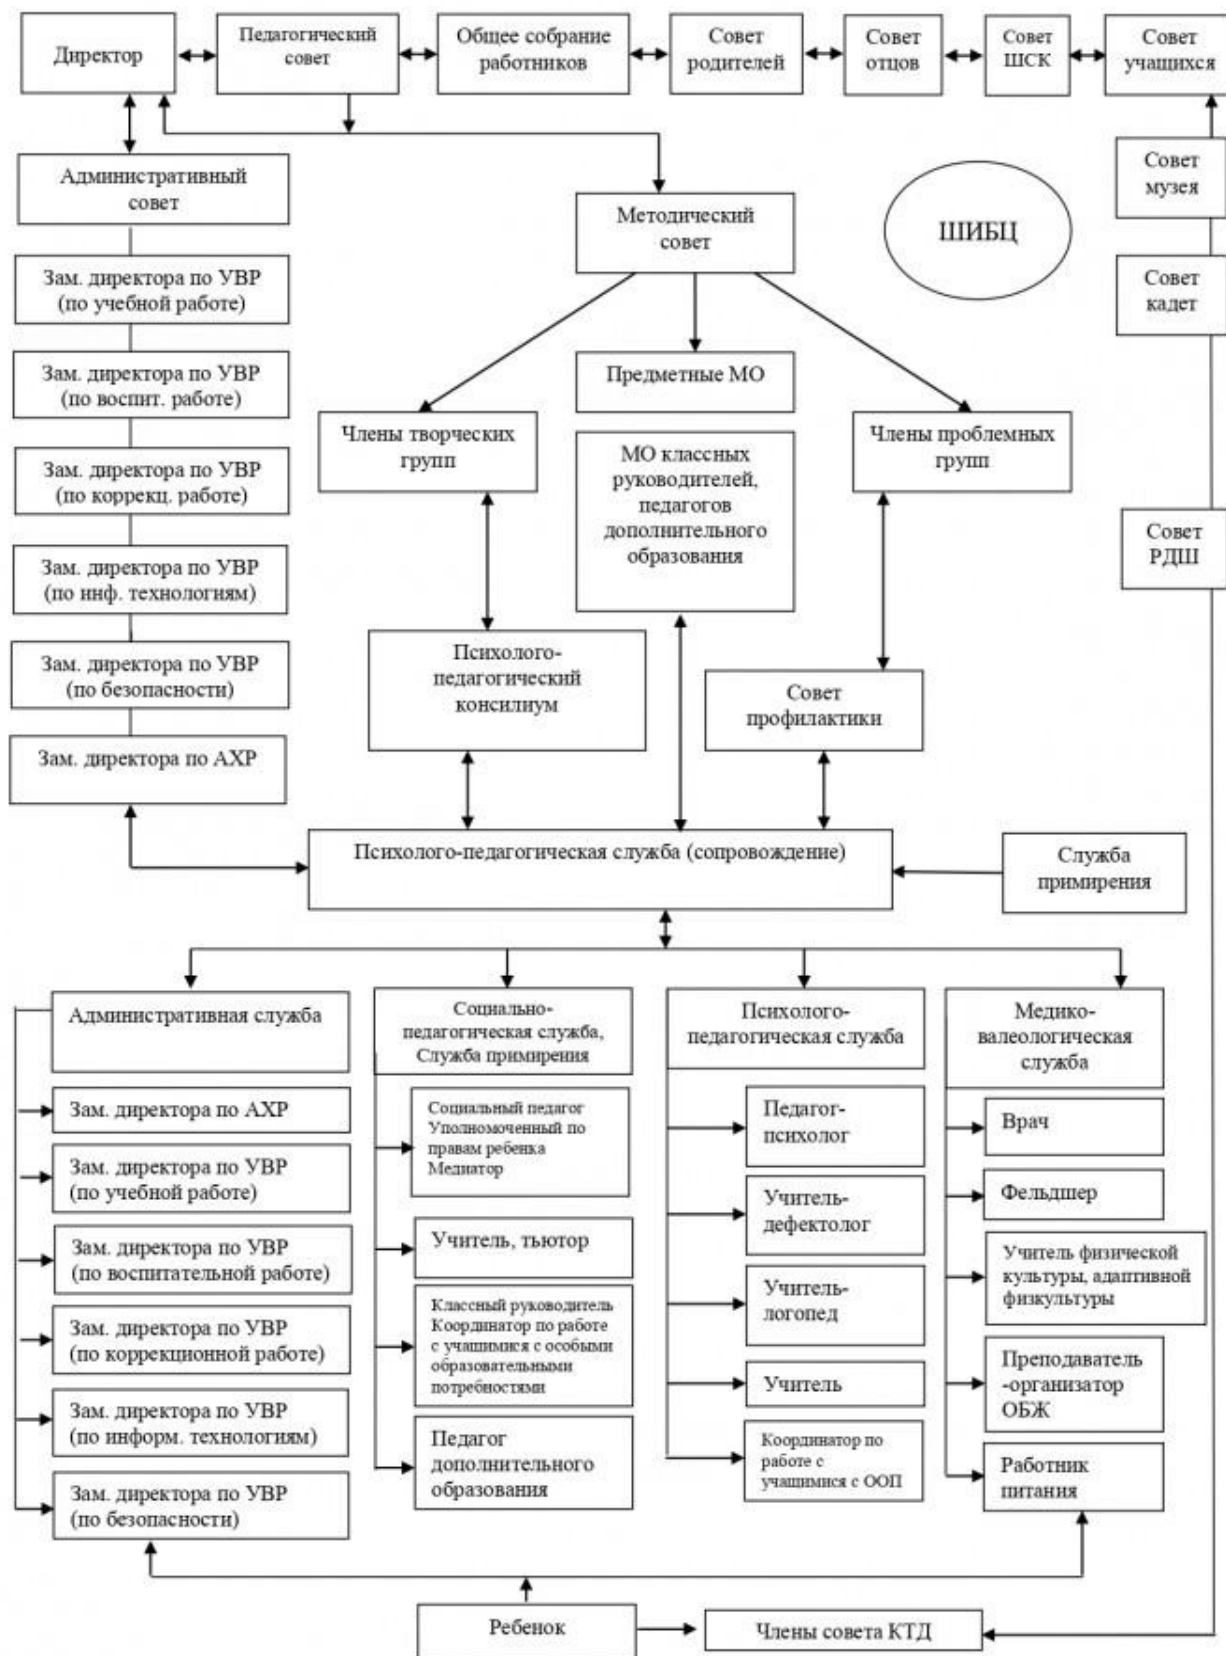 Директор
Педагогический
совет
Общее собрание
работников
Совет
родителей
Совет
отцов
Совет
ШСК
Совет
учащихся
Административный
совет
Методический
совет
ШИБЦ
Совет
музея
Совет
кадет
Совет
РДШ
Зам. директора по УВР
(по учебной работе)
Зам. директора по УВР
(по воспит. работе)
Зам. директора по УВР
(по коррекц. работе)
Зам. директора по УВР
(по инф. технологиям)
Зам. директора по УВР
(по безопасности)
Зам. директора по АХР
Предметные МО
Члены творческих
групп
МО классных
руководителей,
педагогов
дополнительного
образования
Члены проблемных
групп
Психолого-
педагогический
консилиум
Совет
профилактики
Психолого-педагогическая служба (сопровождение)
Служба
примирения
Административная служба
Зам. директора по АХР
Зам. директора по УВР
(по учебной работе)
Зам. директора по УВР
(по воспитательной работе)
Зам. директора по УВР
(по коррекционной работе)
Зам. директора по УВР
(по информ. технологиям)
Зам. директора по УВР
(по безопасности)
Социально-
педагогическая служба,
Служба примирения
Социальный педагог
Уполномоченный по
правам ребенка
Медиатор
Учитель, тьютор
Классный руководитель
Координатор по работе
с учащимися с особыми
образовательными
потребностями
Педагог
дополнительного
образования
Психолого-
педагогическая служба
Педагог-
психолог
Учитель-
дефектолог
Учитель-
логопед
Учитель
Координатор по
работе с
учащимися с ООП
Медико-
валеологическая
служба
Врач
Фельдшер
Учитель физической
культуры, адаптивной
физкультуры
Преподаватель
-организатор
ОБЖ
Работник
питания
Ребенок
Члены совета КТД